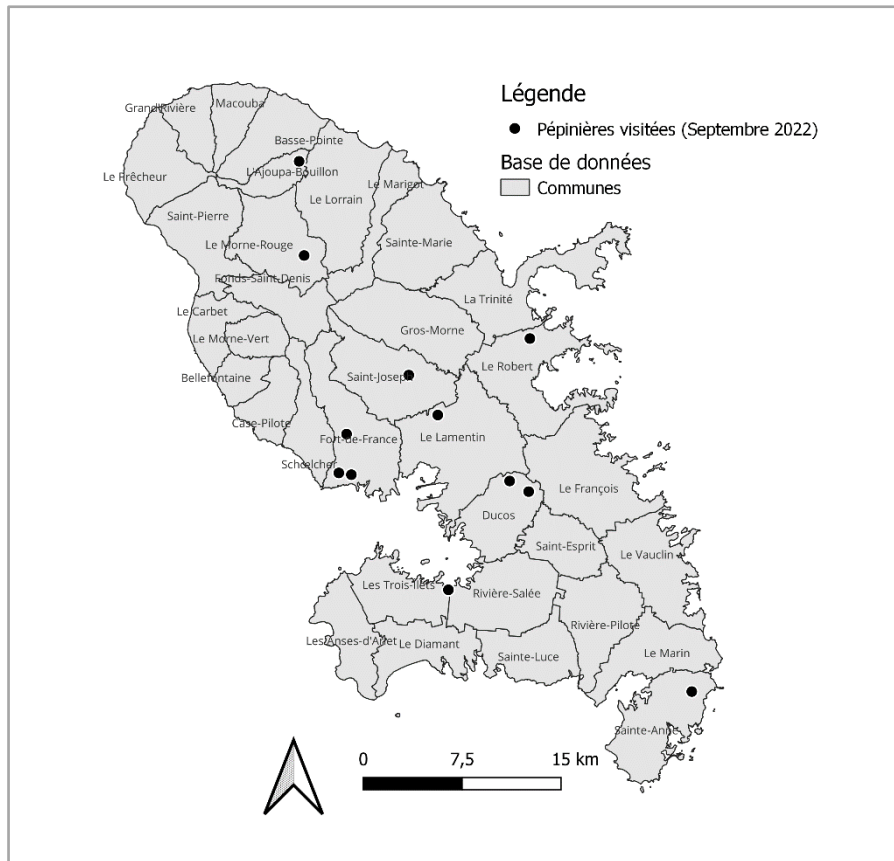 Légende
Pépinières visitées (Septembre 2022)
Base de données
Communes
Macouba
Grand'Rivière
Basse-Pointe
L'Ajoupa-Bouillon
Le Prêcheur
Le Marigot
Le Lorrain
Saint-Pierre
Le Morne-Rouge
Sainte-Marie
Fonds-Saint-Denis
La Trinité
Le Carbet
Gros-Morne
Le Morne-Vert
Le Robert
Saint-Joseph
Bellefontaine
Case-Pilote
Fort-de-France
Le Lamentin
Schœlcher
Le François
Ducos
Saint-Esprit
Le Vauclin
Les Trois-Îlets
Rivière-Salée
Rivière-Pilote
Les Anses-d'Arlet
Le Diamant
Sainte-Luce
Le Marin
Sainte-Anne
0 7,5 15 km